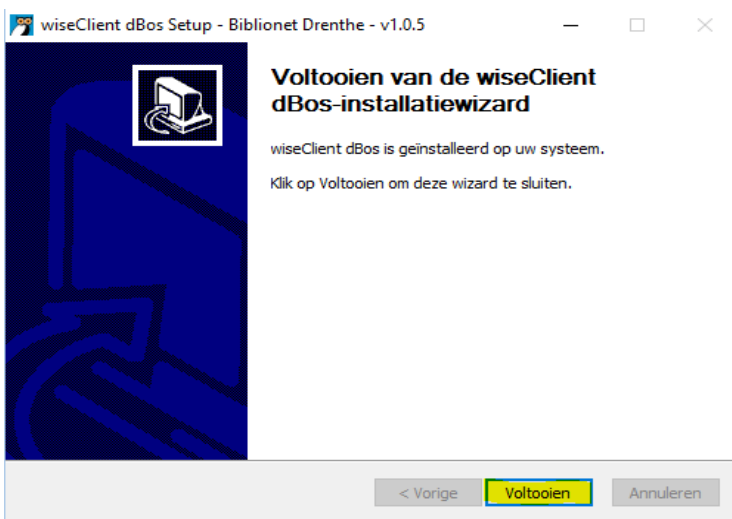 wiseClient dBos Setup - Biblionet Drenthe - v1.0.5
Voltooien van de wiseClient
dBos-installatiewizard
wiseClient dBos is geïnstalleerd op uw systeem.
Klik op Voltooien om deze wizard te sluiten.
< Vorige
Voltooien
Annuleren